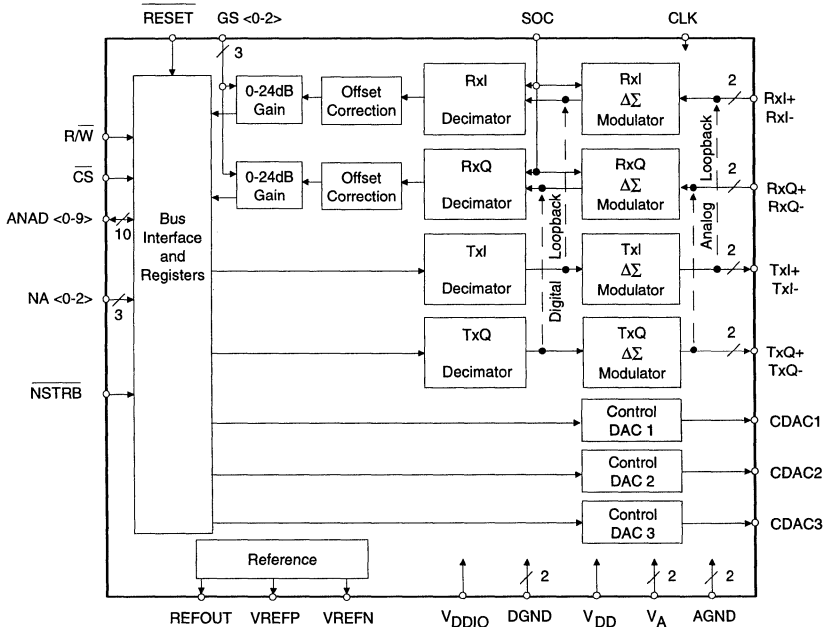 RESET GS <0-2> SOC CLK
3
0-24dB
Gain
Offset
Correction
RxI
Decimator
RxI
ΔΣ
Modulator
2
RxI+
RxI-
R/W
CS
ANAD <0-9>
10
NA <0-2>
3
NSTRB
Bus
Interface
and
Registers
0-24dB
Gain
Offset
Correction
RxQ
Decimator
RxQ
ΔΣ
Modulator
2
RxQ+
RxQ-
Digital Loopback
Analog Loopback
TxI
Decimator
TxI
ΔΣ
Modulator
2
TxI+
TxI-
TxQ
Decimator
TxQ
ΔΣ
Modulator
2
TxQ+
TxQ-
Control
DAC 1
CDAC1
Control
DAC 2
CDAC2
Control
DAC 3
CDAC3
Reference
2
2
2
REFOUT VREFP VREFN VDDIO DGND VDD VA AGND